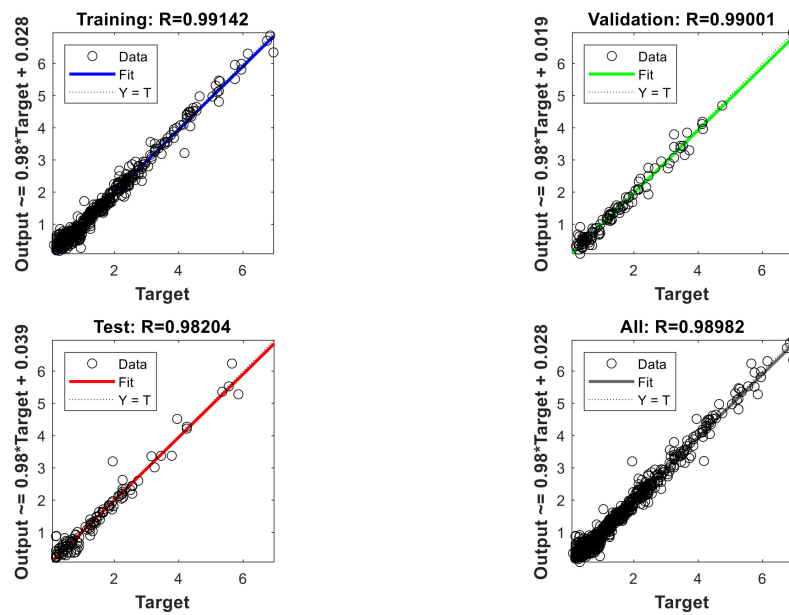 Training: R=0.99142
Output ~= 0.98*Target + 0.028
Data
Fit
Y = T
6
5
4
3
2
1
2
4
6
Target
Validation: R=0.99001
Output ~= 0.98*Target + 0.019
Data
Fit
Y = T
6
5
4
3
2
1
2
4
6
Target
Test: R=0.98204
Output ~= 0.98*Target + 0.039
Data
Fit
Y = T
6
5
4
3
2
1
2
4
6
Target
All: R=0.98982
Output ~= 0.98*Target + 0.028
Data
Fit
Y = T
6
5
4
3
2
1
2
4
6
Target